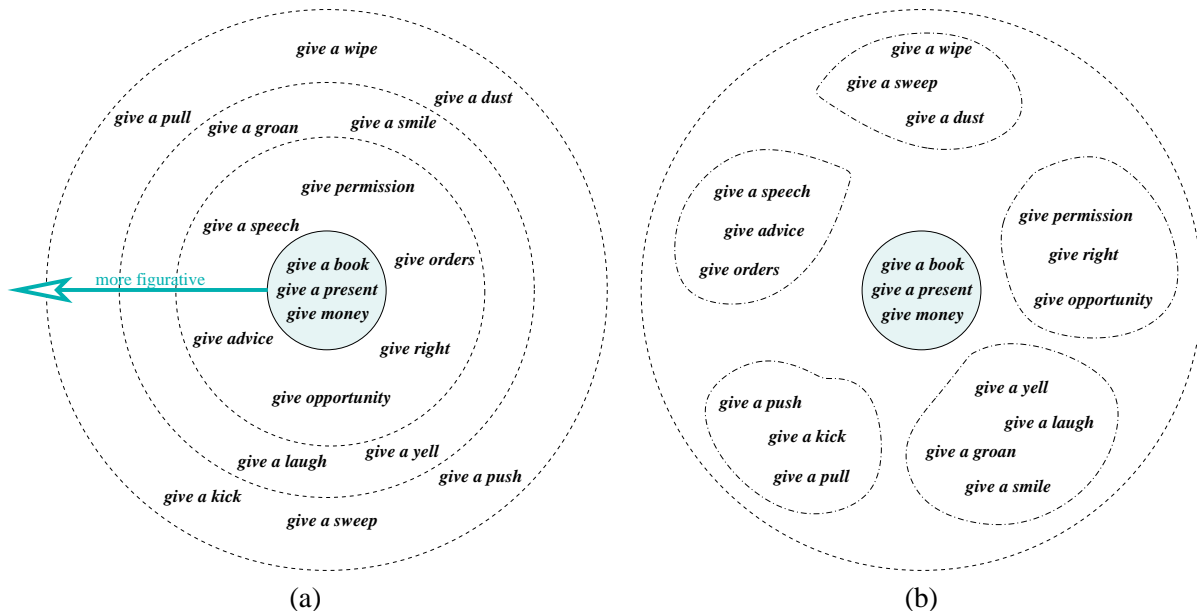 give a wipe
give a dust
give a pull
give a smile
give a groan
give permission
give a speech
give orders
give a book
more figurative
give a present
give money
give advice
give right
give opportunity
give a yell
give a laugh
give a push
give a kick
give a sweep
(a)
give a wipe
give a sweep
give a dust
give a speech
give advice
give orders
give permission
give right
give opportunity
give a book
give a present
give money
give a push
give a kick
give a pull
give a yell
give a laugh
give a groan
give a smile
(b)